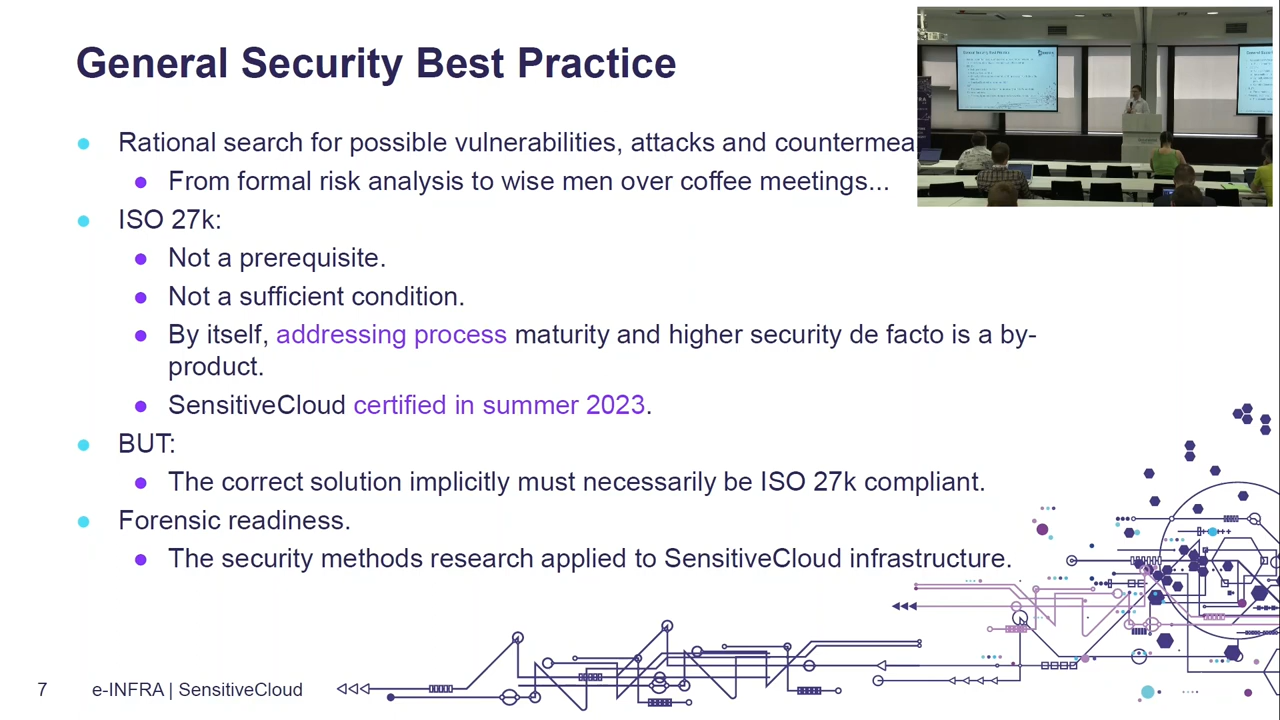 General Security Best Practice
Rational search for possible vulnerabilities, attacks and
From formal risk analysis to wise men over coffee meetings...
ISO 27k:
Not a prerequisite.
Not a sufficient condition.
By itself, addressing process maturity and higher security de facto is a by-
product.
SensitiveCloud certified in summer 2023.
BUT:
The correct solution implicitly must necessarily be ISO 27k compliant.
Forensic readiness.
The security methods research applied to SensitiveCloud infrastructure.
7 e-INFRA | SensitiveCloud